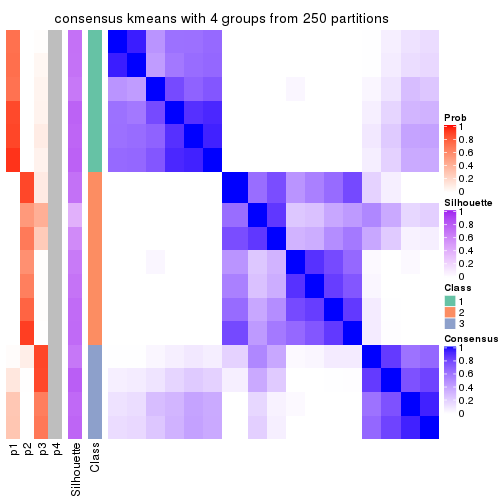 consensus kmeans with 4 groups from 250 partitions
Prob
1
0.8
0.6
0.4
0.2
0
Silhouette
1
0.8
0.6
0.4
0.2
0
Class
1
2
3
Consensus
1
0.8
0.6
0.4
0.2
0
p1
p2
p3
p4
Silhouette
Class